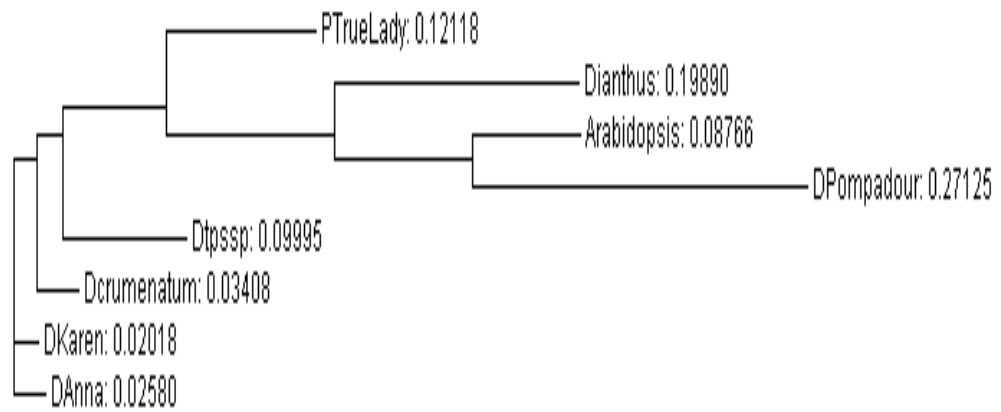 PTrueLady: 0.12118
Dianthus: 0.19890
Arabidopsis: 0.08766
DPompadour: 0.27125
Dtpssp: 0.09995
Dcrumenatum: 0.03408
DKaren: 0.02018
DAnna: 0.02580